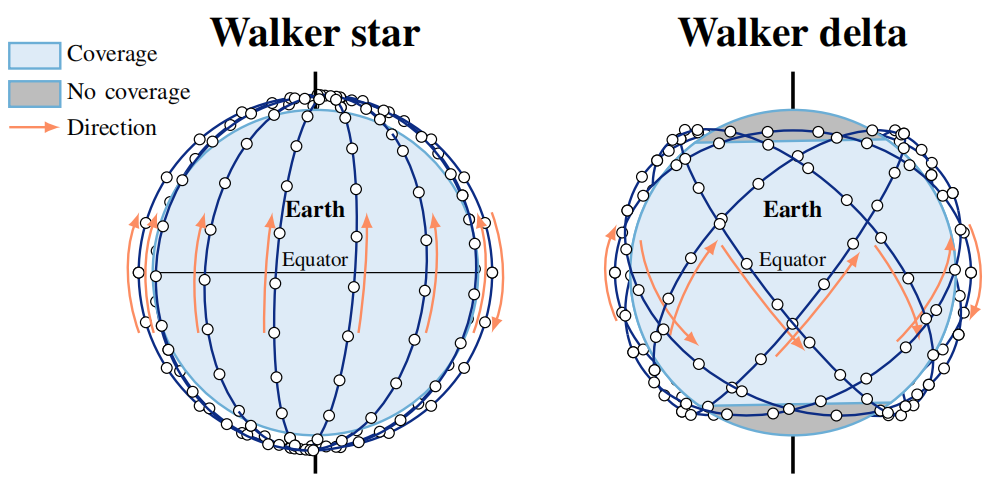 Walker star
Walker delta
Coverage
No coverage
Direction
Earth
Equator
Earth
Equator